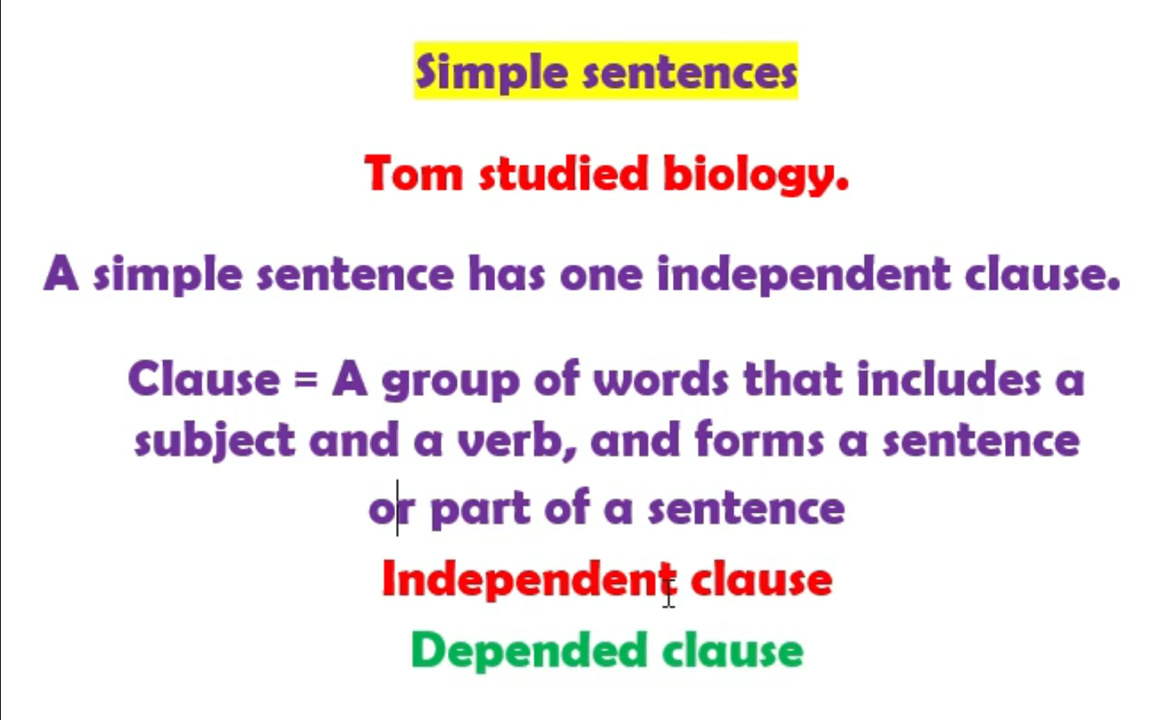 Simple sentences
Tom studied biology.
A simple sentence has one independent clause.
Clause = A group of words that includes a
subject and a verb, and forms a sentence
or part of a sentence
Independent clause
Depended clause